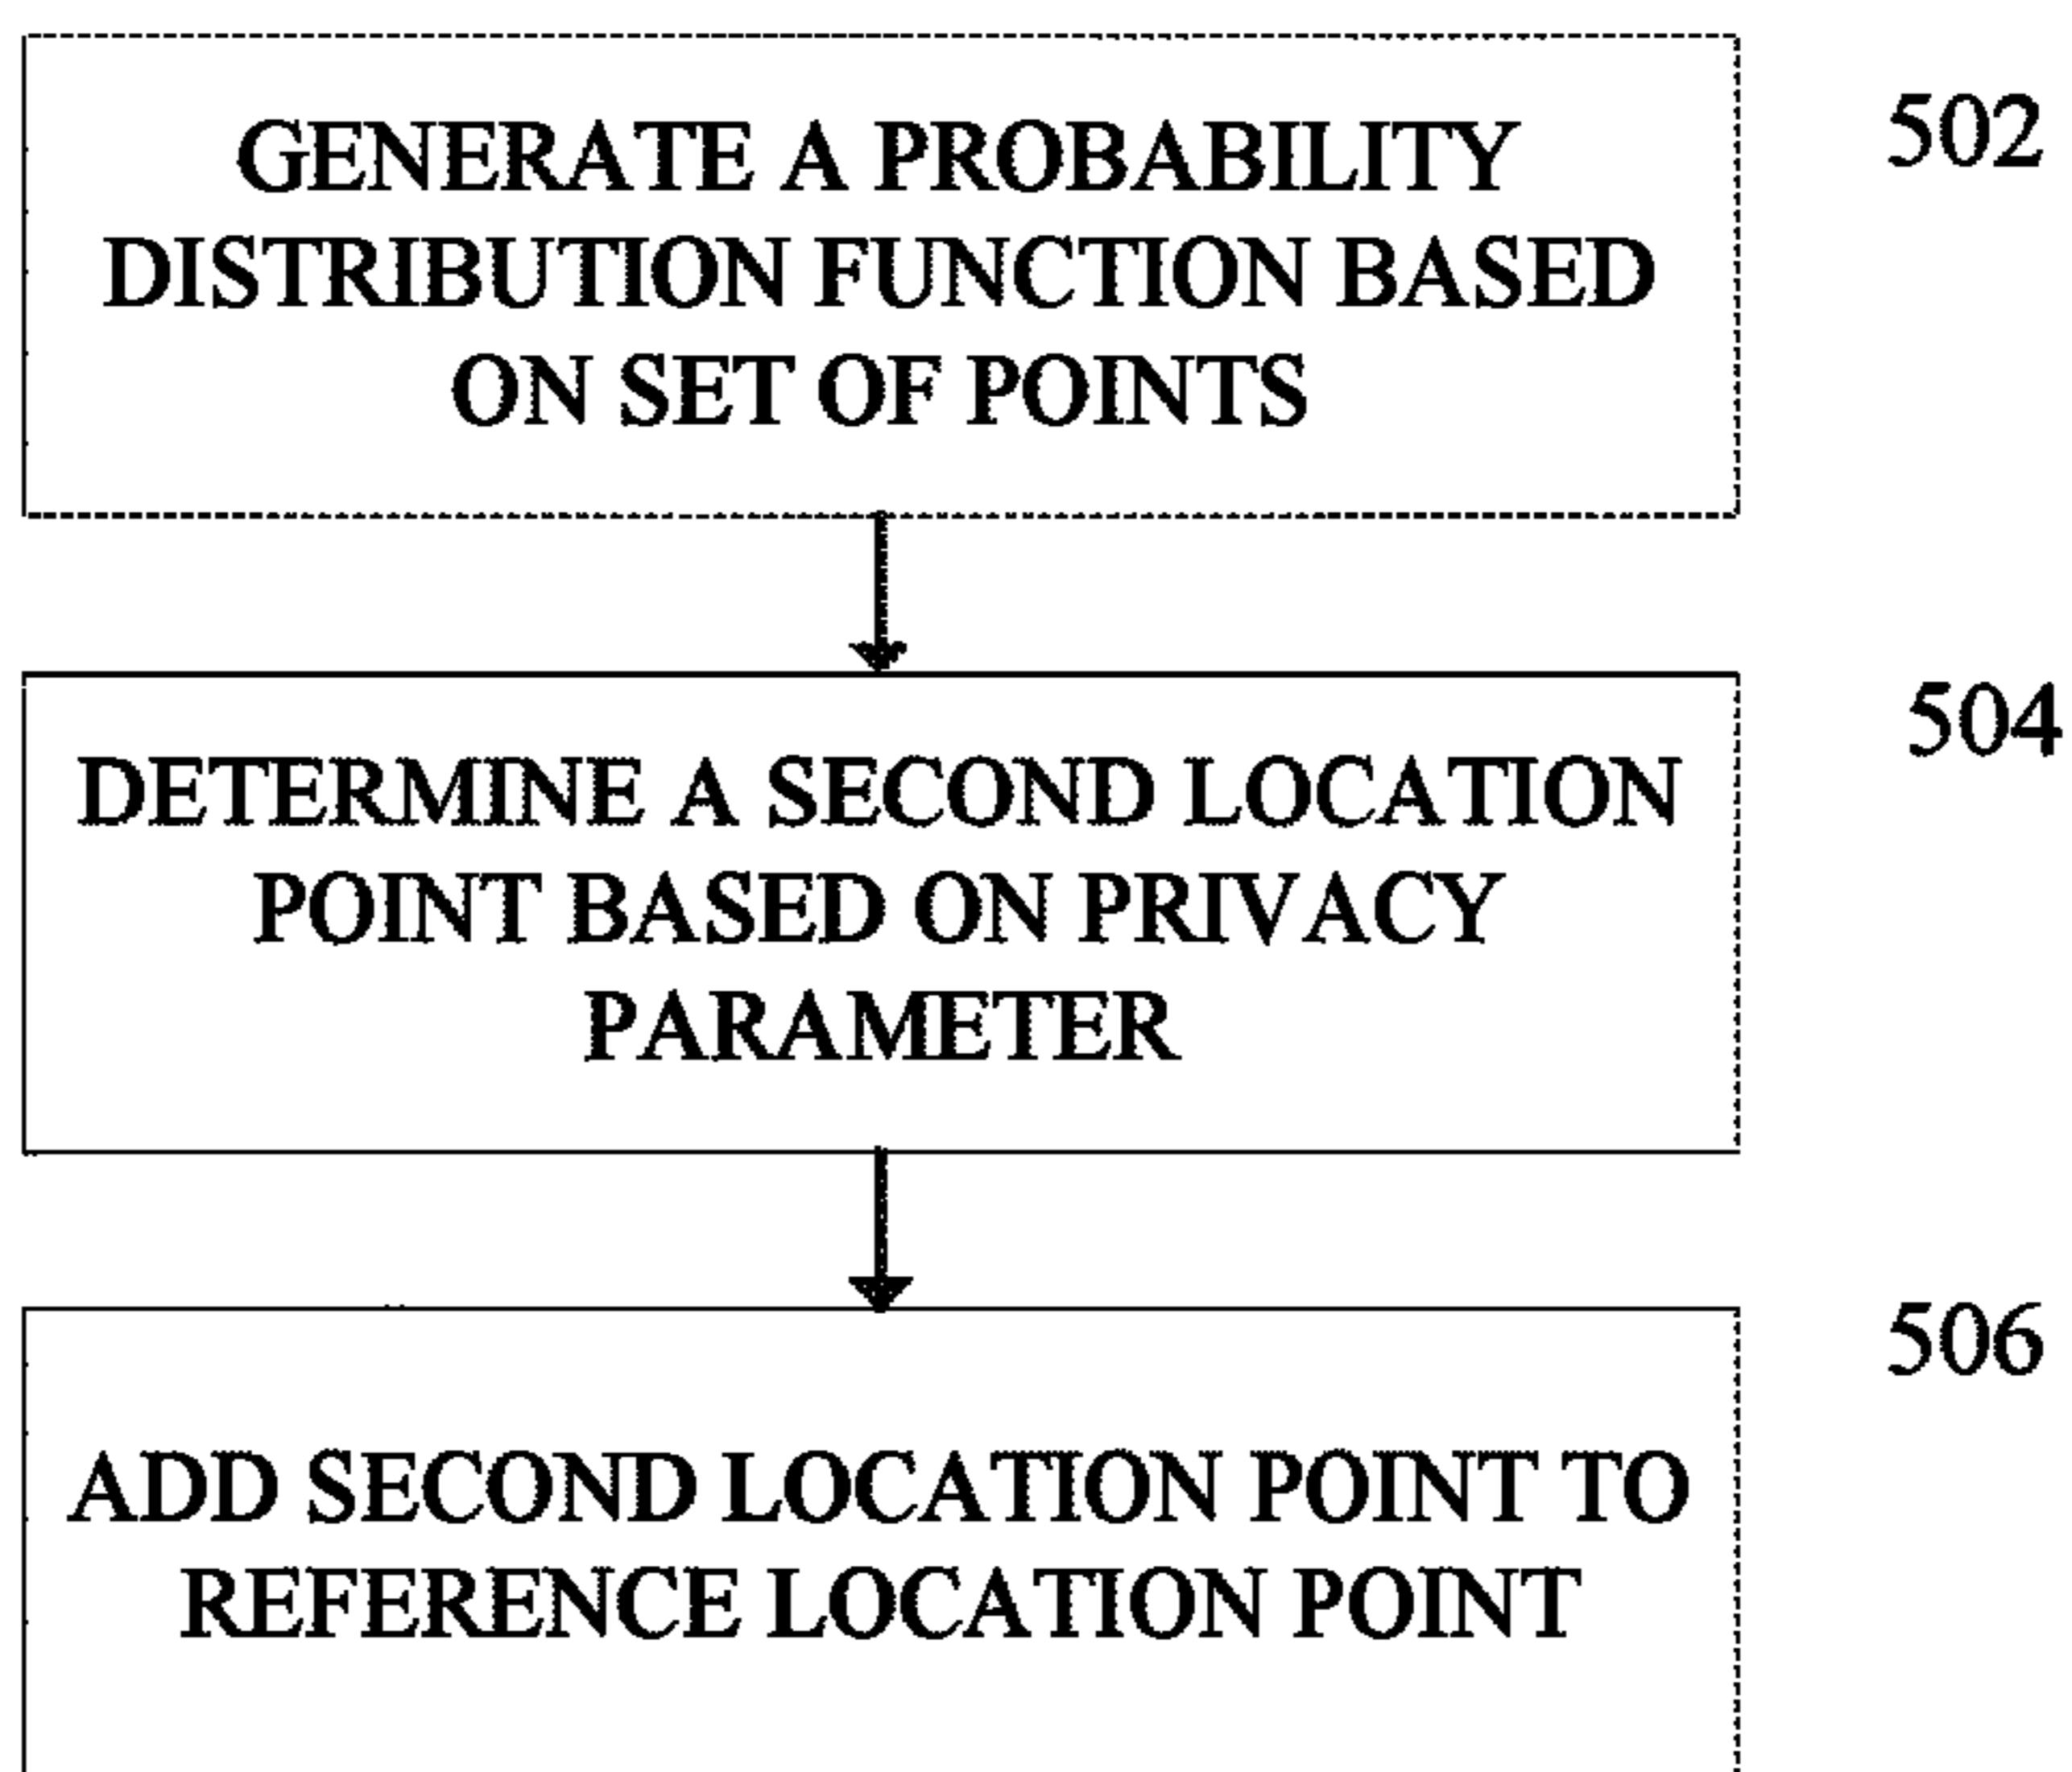 GENERATE A PROBABILITY
DISTRIBUTION FUNCTION BASED
ON SET OF POINTS
502
DETERMINE A SECOND LOCATION
POINT BASED ON PRIVACY
PARAMETER
504
ADD SECOND LOCATION POINT TO
REFERENCE LOCATION POINT
506